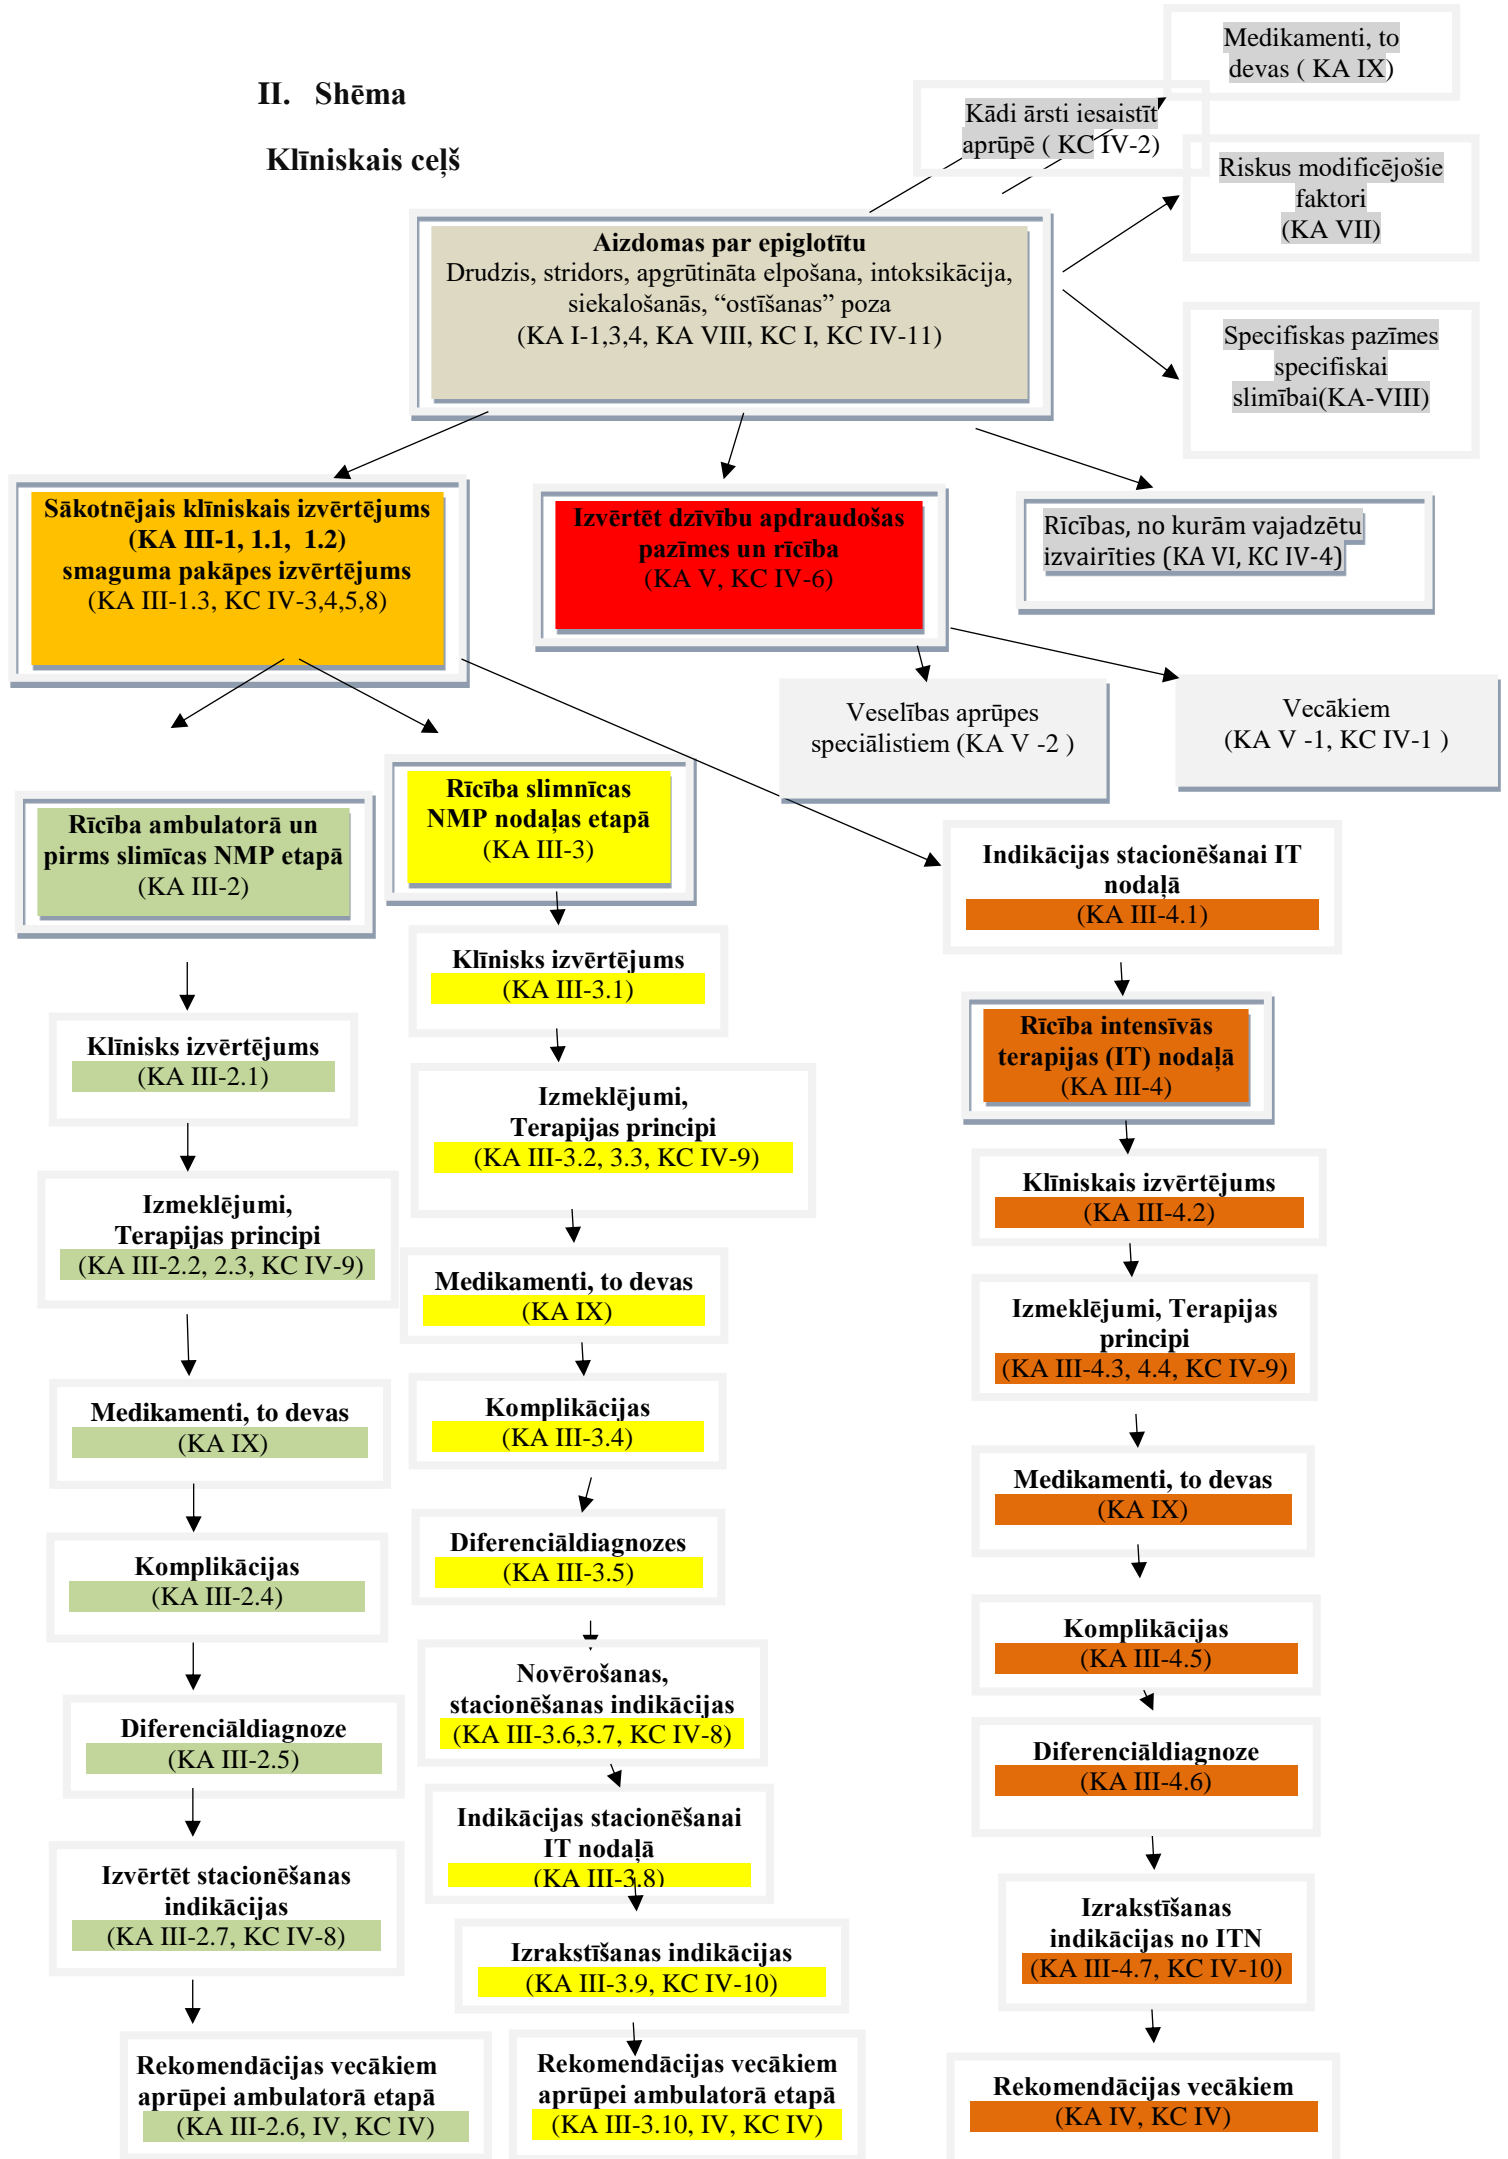 II. Shēma
Klīniskais ceļš
Medikamenti, to
devas ( KA IX)
Kādi ārsti iesaistīt
aprūpē ( KC IV-2)
Riskus modificējošie
faktori
(KA VII)
Specifiskas pazīmes
specifiskai
slimībai(KA-VIII)
Aizdomas par epiglotītu
Drudzis, stridors, apgrūtināta elpošana, intoksikācija,
siekalošanās, “ostīšanas” poza
(KA I-1,3,4, KA VIII, KC I, KC IV-11)
Sākotnējais klīniskais izvērtējums
(KA III-1, 1.1, 1.2)
smaguma pakāpes izvērtējums
(KA III-1.3, KC IV-3,4,5,8)
Izvērtēt dzīvību apdraudošas
pazīmes un rīcība
(KA V, KC IV-6)
Rīcības, no kurām vajadzētu
izvairīties (KA VI, KC IV-4)
Veselības aprūpes
speciālistiem (KA V -2 )
Vecākiem
(KA V -1, KC IV-1 )
Rīcība ambulatorā un
pirms slimīcas NMP etapā
(KA III-2)
Klīnisks izvērtējums
(KA III-2.1)
Izmeklējumi,
Terapijas principi
(KA III-2.2, 2.3, KC IV-9)
Medikamenti, to devas
(KA IX)
Komplikācijas
(KA III-2.4)
Diferenciāldiagnoze
(KA III-2.5)
Izvērtēt stacionēšanas
indikācijas
(KA III-2.7, KC IV-8)
Rekomendācijas vecākiem
aprūpei ambulatorā etapā
(KA III-2.6, IV, KC IV)
Rīcība slimnīcas
NMP nodaļas etapā
(KA III-3)
Klīnisks izvērtējums
(KA III-3.1)
Izmeklējumi,
Terapijas principi
(KA III-3.2, 3.3, KC IV-9)
Medikamenti, to devas
(KA IX)
Komplikācijas
(KA III-3.4)
Diferenciāldiagnozes
(KA III-3.5)
Novērošanas,
stacionēšanas indikācijas
(KA III-3.6,3.7, KC IV-8)
Indikācijas stacionēšanai
IT nodaļā
(KA III-3.8)
Izrakstīšanas indikācijas
(KA III-3.9, KC IV-10)
Rekomendācijas vecākiem
aprūpei ambulatorā etapā
(KA III-3.10, IV, KC IV)
Indikācijas stacionēšanai IT
nodaļā
(KA III-4.1)
Rīcība intensīvās
terapijas (IT) nodaļā
(KA III-4)
Klīniskais izvērtējums
(KA III-4.2)
Izmeklējumi, Terapijas
principi
(KA III-4.3, 4.4, KC IV-9)
Medikamenti, to devas
(KA IX)
Komplikācijas
(KA III-4.5)
Diferenciāldiagnoze
(KA III-4.6)
Izrakstīšanas
indikācijas no ITN
(KA III-4.7, KC IV-10)
Rekomendācijas vecākiem
(KA IV, KC IV)